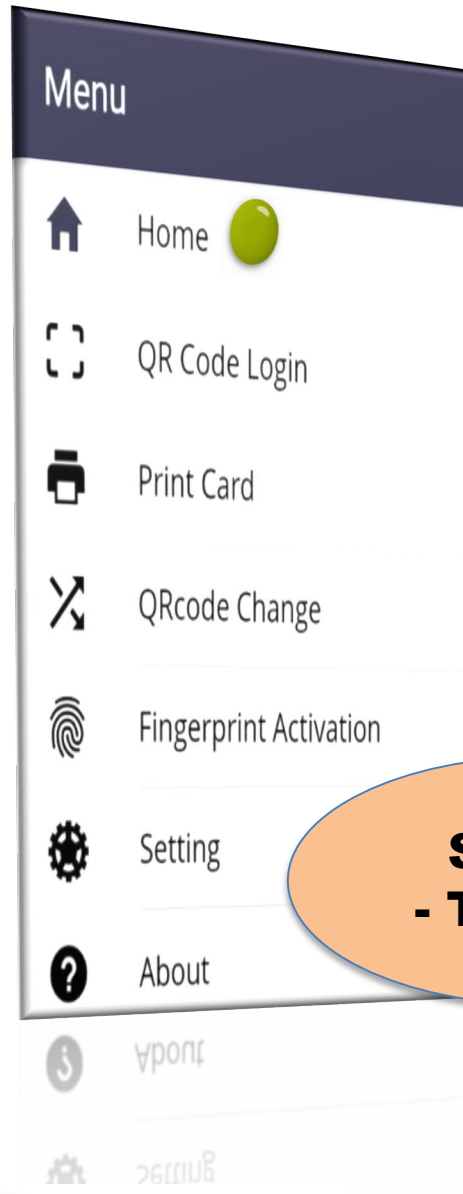 Menu
Home
QR Code Login
Print Card
QRcode Change
Fingerprint Activation
Setting
About